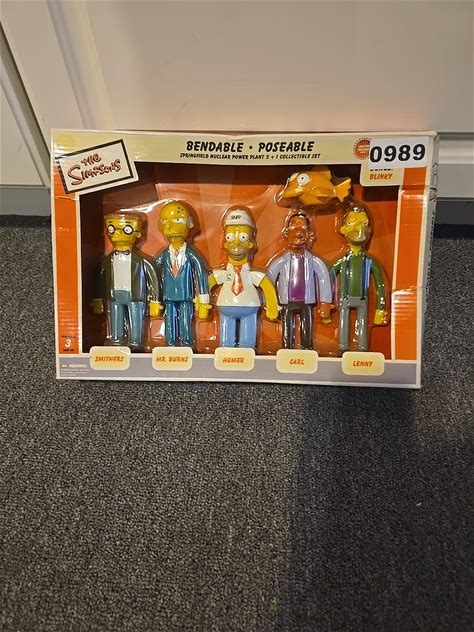 THE
SIMPSONS
BENDABLE • POSEABLE
SPRINGFIELD NUCLEAR POWER PLANT 5 + 1 COLLECTIBLE SET
0989
BLINKY
SNPP
SMITHERS
MR. BURNS
HOMER
CARL
LENNY